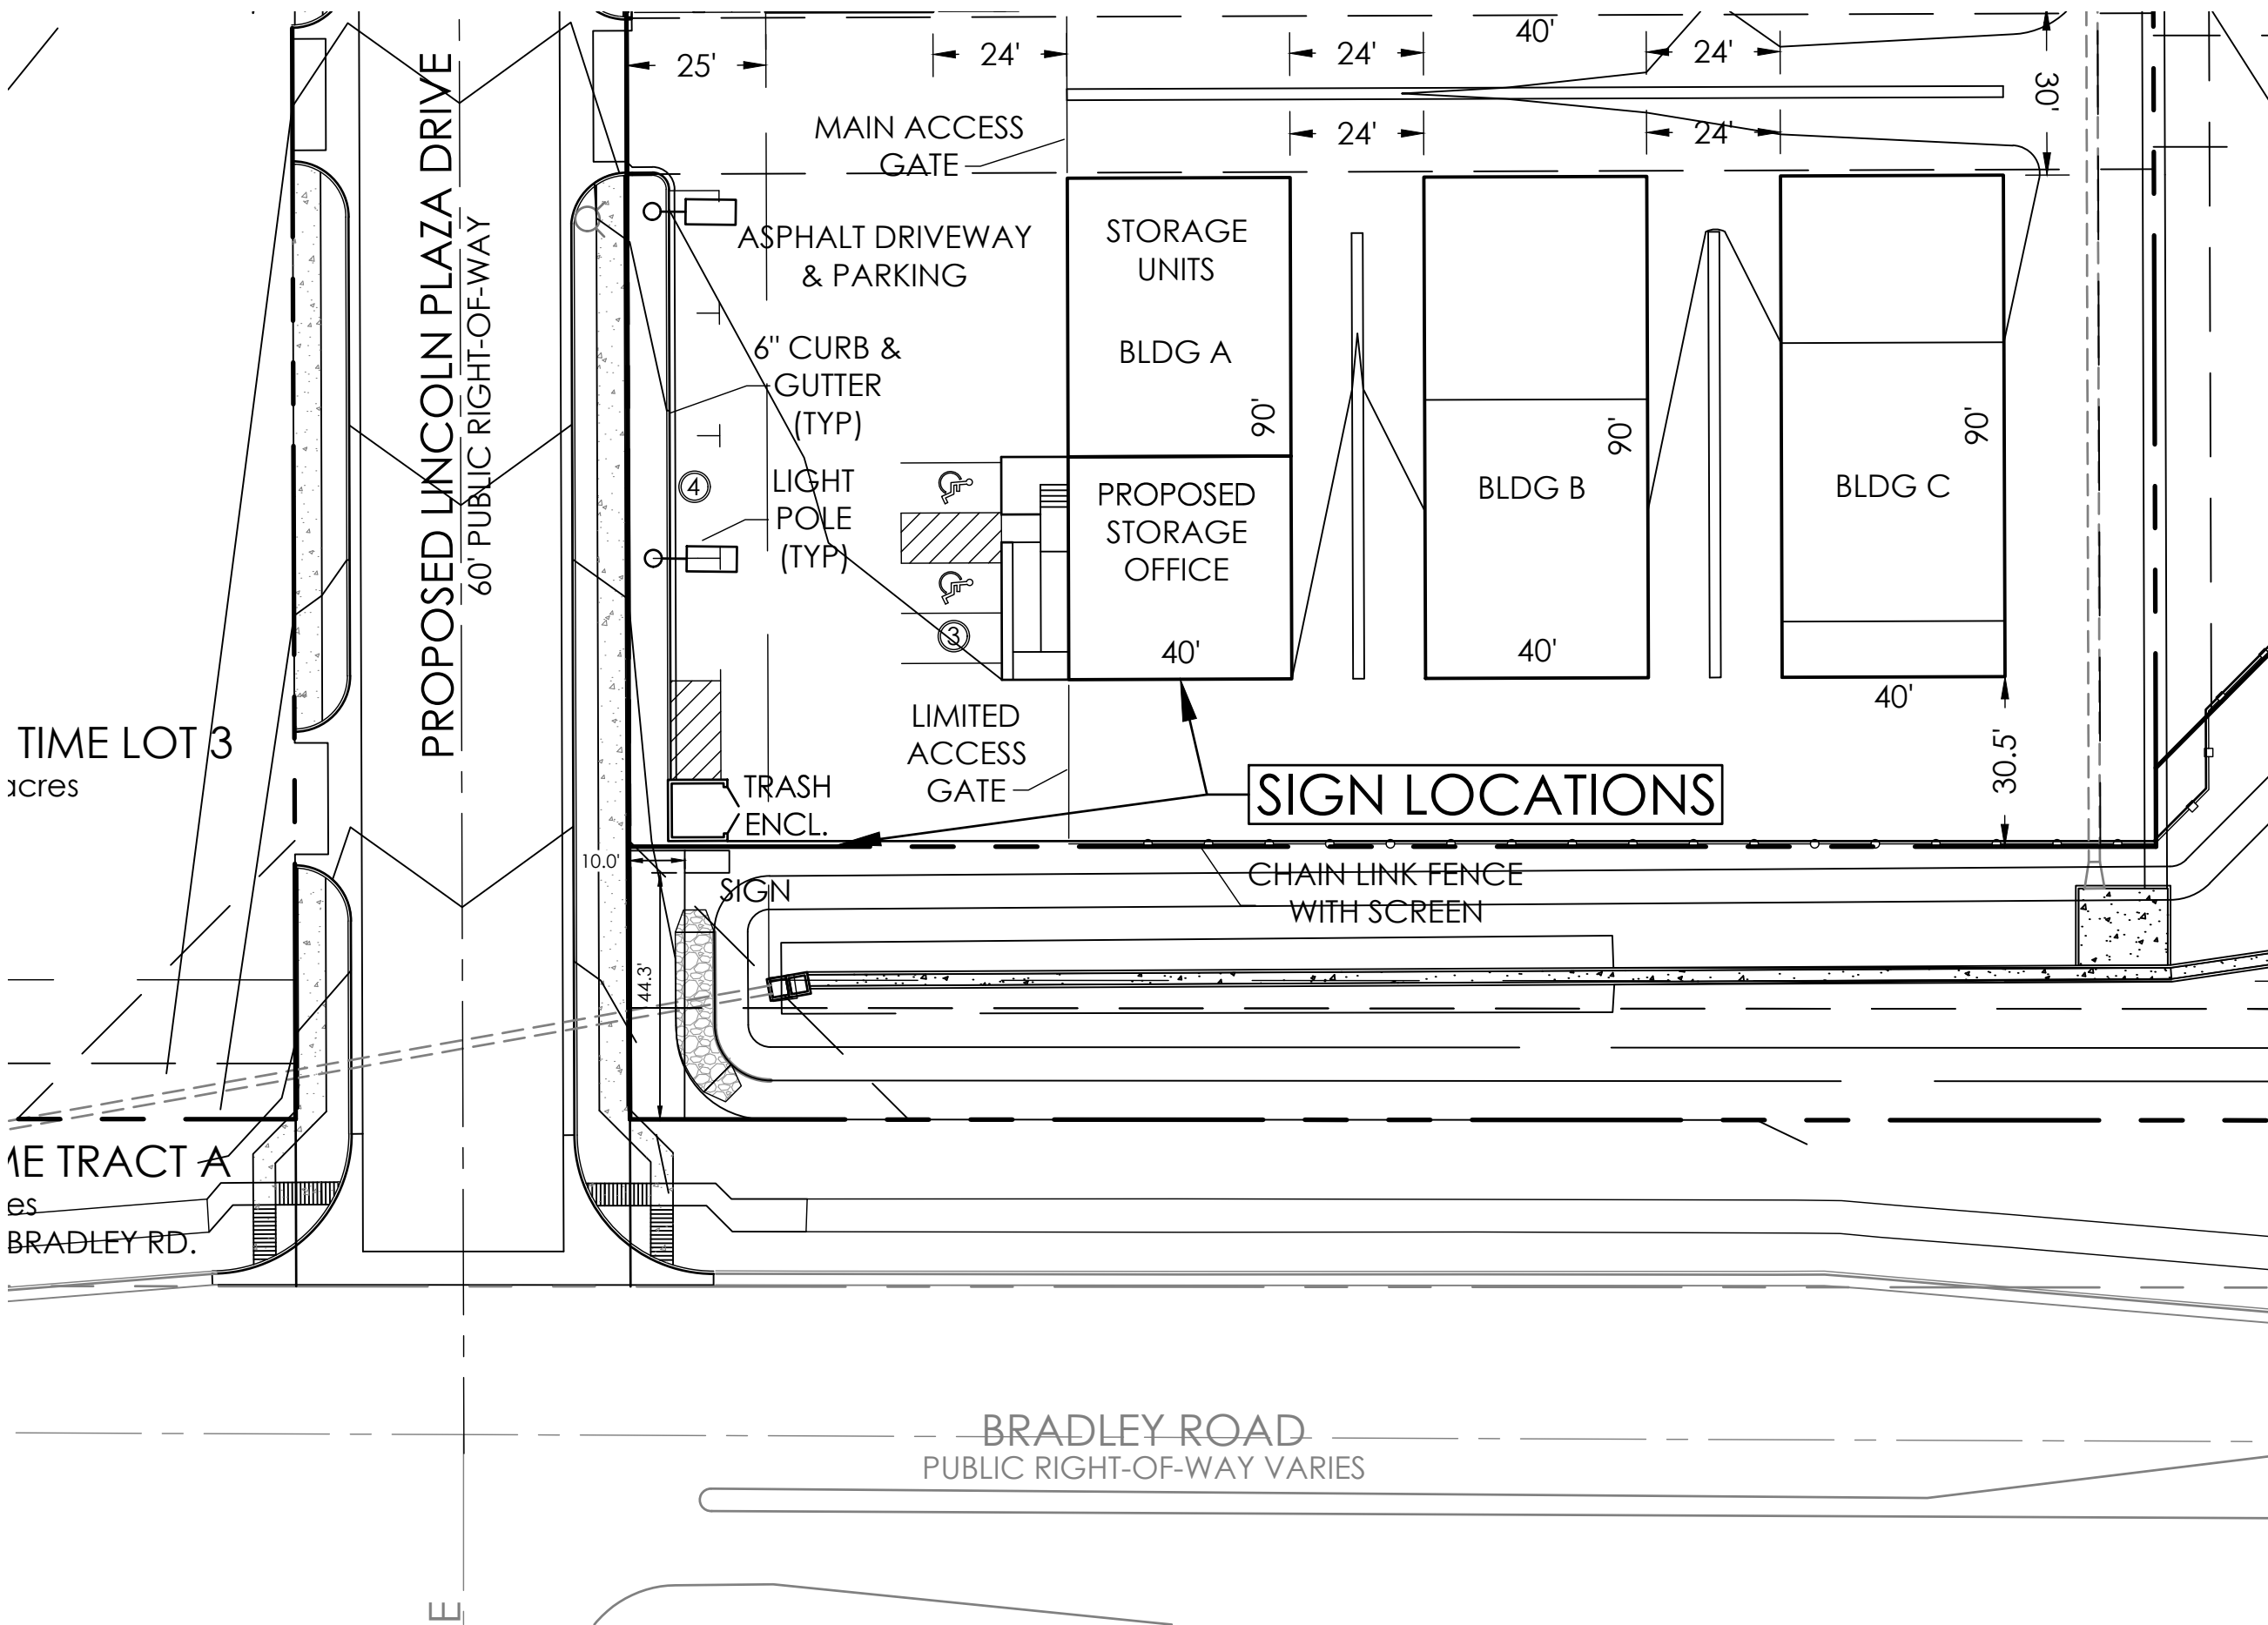 25'
24'
24'
40'
24'
30'
MAIN ACCESS
GATE
24'
24'
PROPOSED LINCOLN PLAZA DRIVE
60' PUBLIC RIGHT-OF-WAY
ASPHALT DRIVEWAY
& PARKING
STORAGE
UNITS
BLDG A
90'
6" CURB &
GUTTER
(TYP)
4
LIGHT
POLE
(TYP)
3
PROPOSED
STORAGE
OFFICE
40'
90'
BLDG B
40'
90'
BLDG C
40'
30.5'
TIME LOT 3
acres
LIMITED
ACCESS
GATE
TRASH
ENCL.
SIGN LOCATIONS
10.0'
SIGN
44.3'
CHAIN LINK FENCE
WITH SCREEN
ME TRACT A
es
BRADLEY RD.
BRADLEY ROAD
PUBLIC RIGHT-OF-WAY VARIES
E